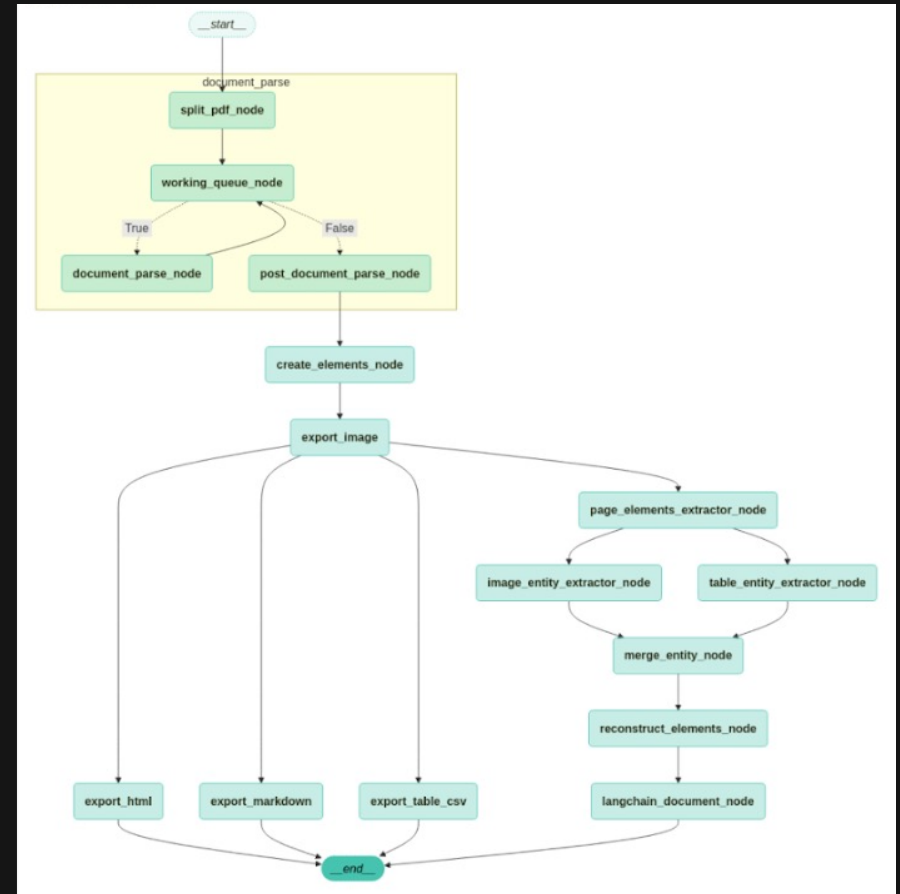 __start__
document_parse
split_pdf_node
working_queue_node
True
False
document_parse_node
post_document_parse_node
create_elements_node
export_image
page_elements_extractor_node
image_entity_extractor_node
table_entity_extractor_node
merge_entity_node
reconstruct_elements_node
export_html
export_markdown
export_table_csv
langchain_document_node
__end__